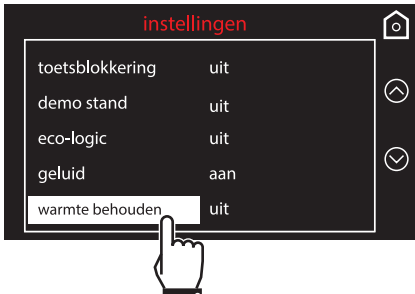 instellingen
toetsblokkering uit
demo stand uit
eco-logic uit
geluid aan
warmte behouden uit